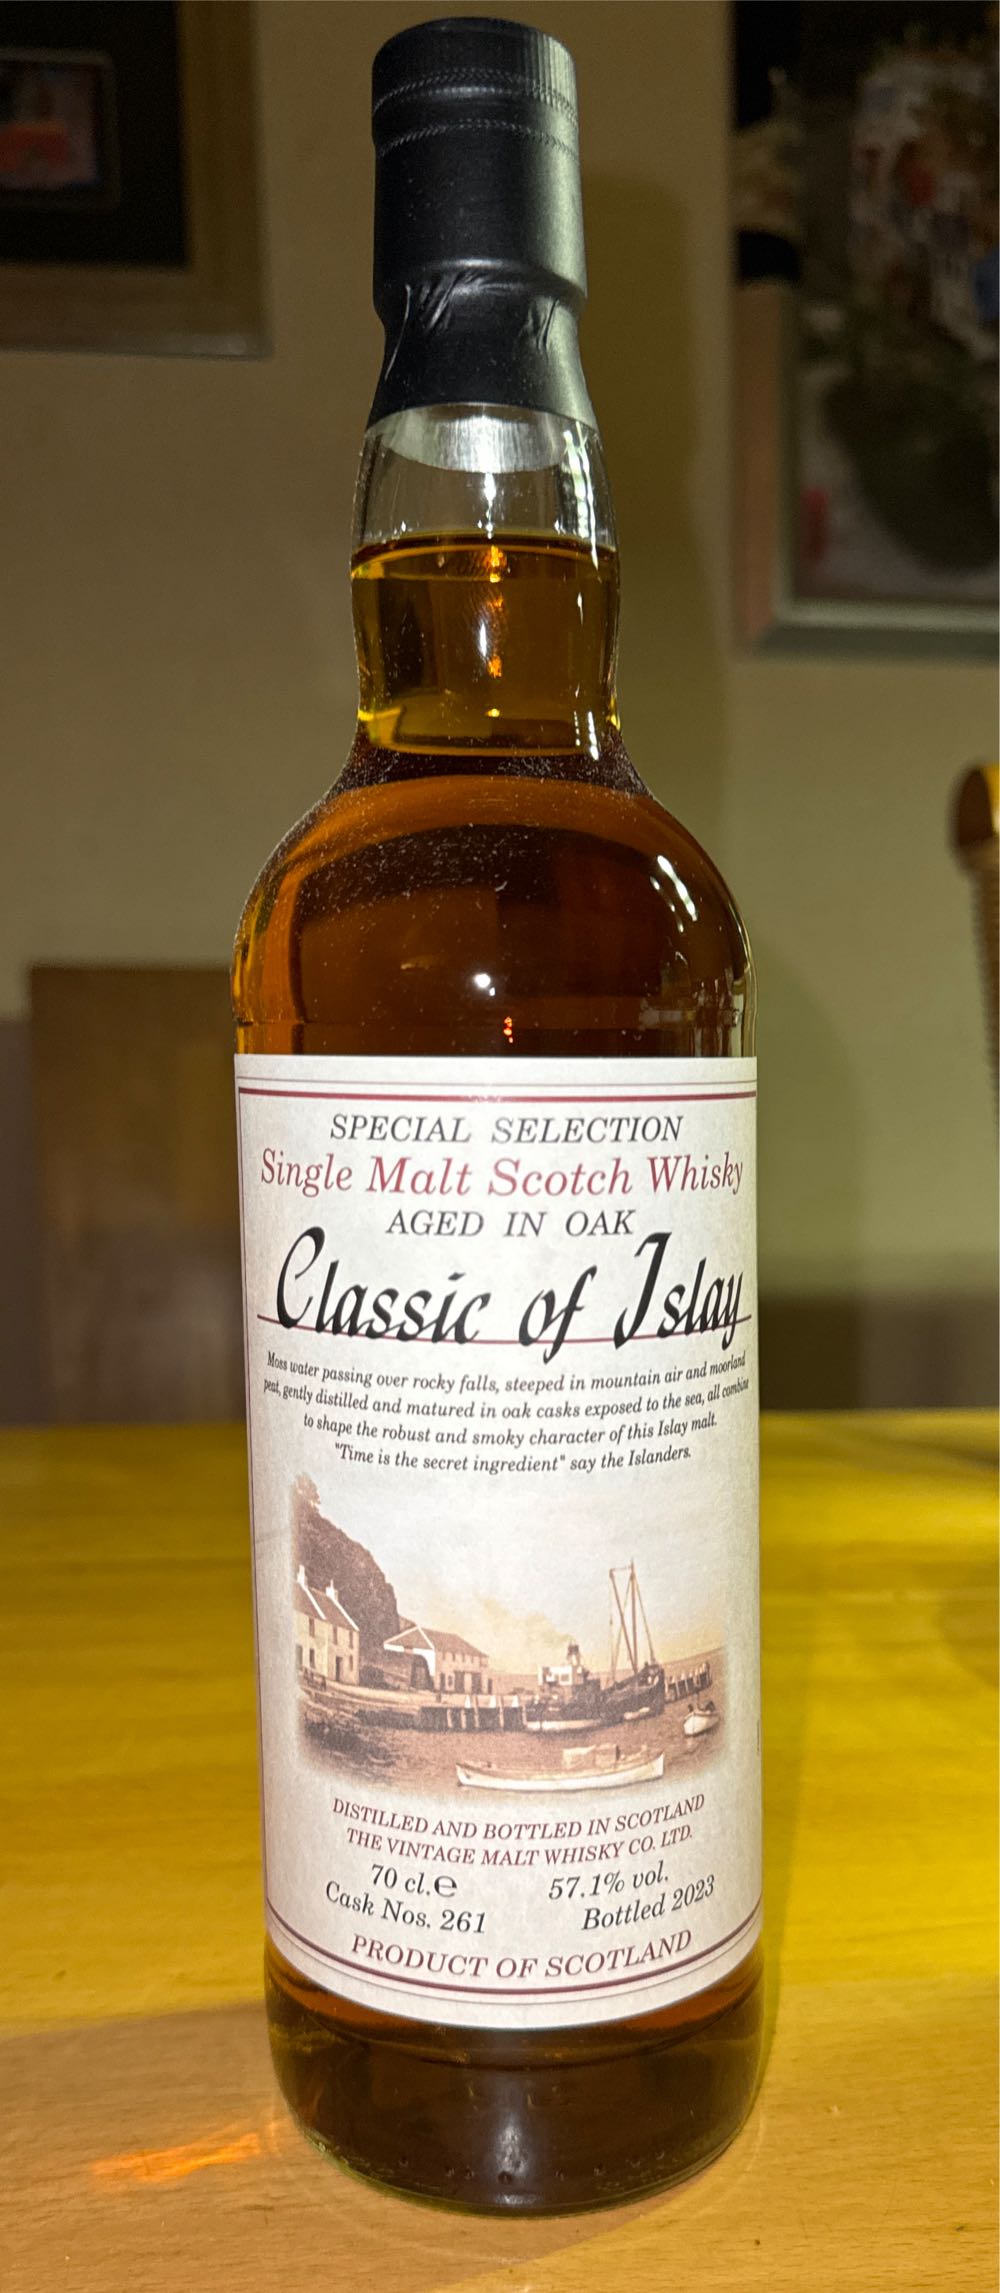 SPECIAL SELECTION
Single Malt Scotch Whisky
AGED IN OAK
Classic of Islay
Moss water passing over rocky falls, steeped in mountain air and moorland
peat, gently distilled and matured in oak casks exposed to the sea, all combine
to shape the robust and smoky character of this Islay malt.
"Time is the secret ingredient" say the Islanders.
DISTILLED AND BOTTLED IN SCOTLAND
THE VINTAGE MALT WHISKY CO. LTD.
70 cl.℮ 57.1% vol.
Cask Nos. 261 Bottled 2023
PRODUCT OF SCOTLAND